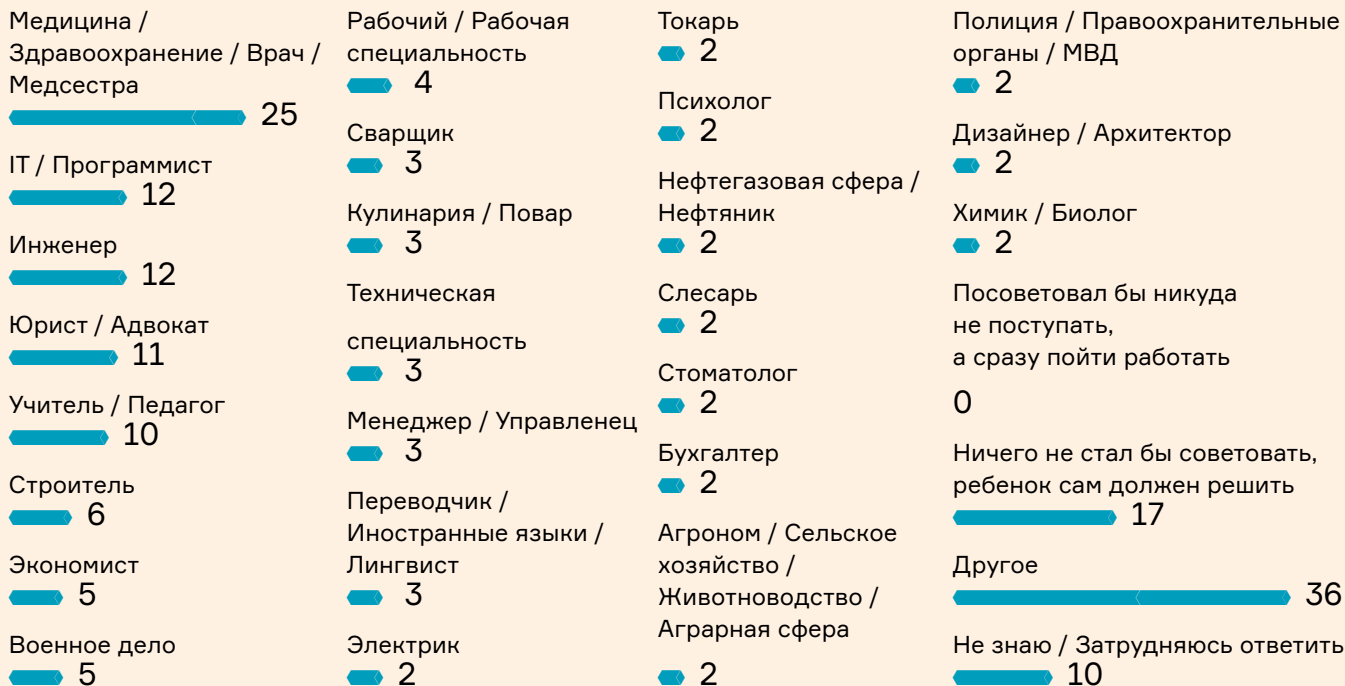 Медицина /
Здравоохранение / Врач /
Медсестра
25
IT / Программист
12
Инженер
12
Юрист / Адвокат
11
Учитель / Педагог
10
Строитель
6
Экономист
5
Военное дело
5
Рабочий / Рабочая
специальность
4
Сварщик
3
Кулинария / Повар
3
Техническая
специальность
3
Менеджер / Управленец
3
Переводчик /
Иностранные языки /
Лингвист
3
Электрик
2
Токарь
2
Психолог
2
Нефтегазовая сфера /
Нефтяник
2
Слесарь
2
Стоматолог
2
Бухгалтер
2
Агроном / Сельское
хозяйство /
Животноводство /
Аграрная сфера
2
Полиция / Правоохранительные
органы / МВД
2
Дизайнер / Архитектор
2
Химик / Биолог
2
Посоветовал бы никуда
не поступать,
а сразу пойти работать
0
Ничего не стал бы советовать,
ребенок сам должен решить
17
Другое
36
Не знаю / Затрудняюсь ответить
10